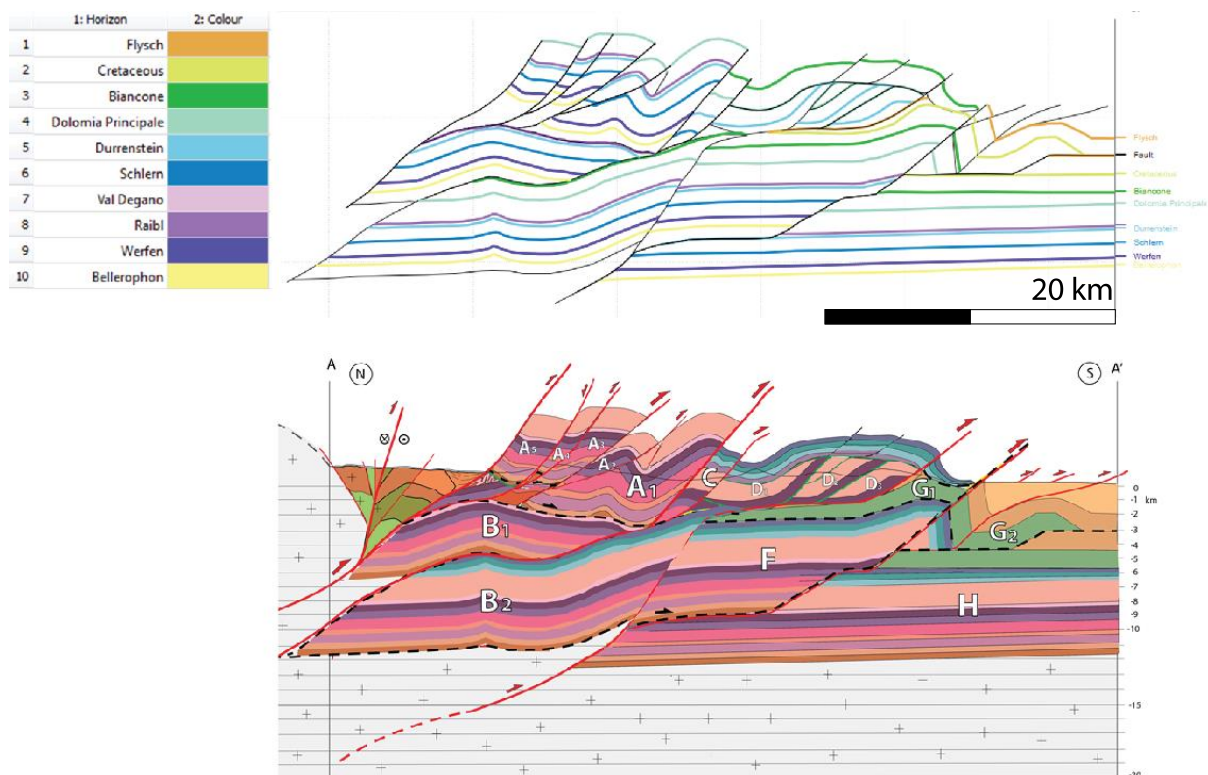 1: Horizon 2: Colour
1 Flysch
2 Cretaceous
3 Biancone
4 Dolomia Principale
5 Durrenstein
6 Schlern
7 Val Degano
8 Raibl
9 Werfen
10 Bellerophon
Flysch
Fault
Cretaceous
Biancone
Dolomia Principale
Durrenstein
Schlern
Werfen
Bellerophon
20 km
A N S A'
A5 A4 A3
A1 C D1 D2 D3 G1
B1 G2
F
B2 H
0
-1 km
-2
-3
-4
-5
-6
-7
-8
-9
-10
-15